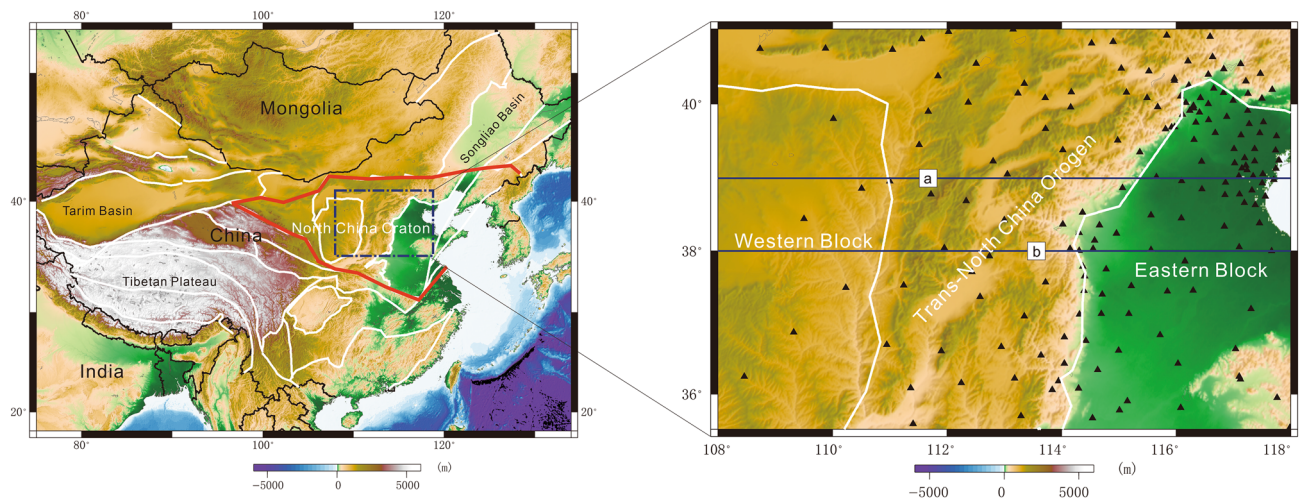 80°
100°
120°
Mongolia
Songliao Basin
40°
40°
Tarim Basin
North China Craton
China
Tibetan Plateau
India
20°
20°
80°
100°
120°
(m)
-5000
0
5000
40°
a
Trans-North China Orogen
Western Block
38°
b
Eastern Block
36°
108°
110°
112°
114°
116°
118°
(m)
-5000
0
5000